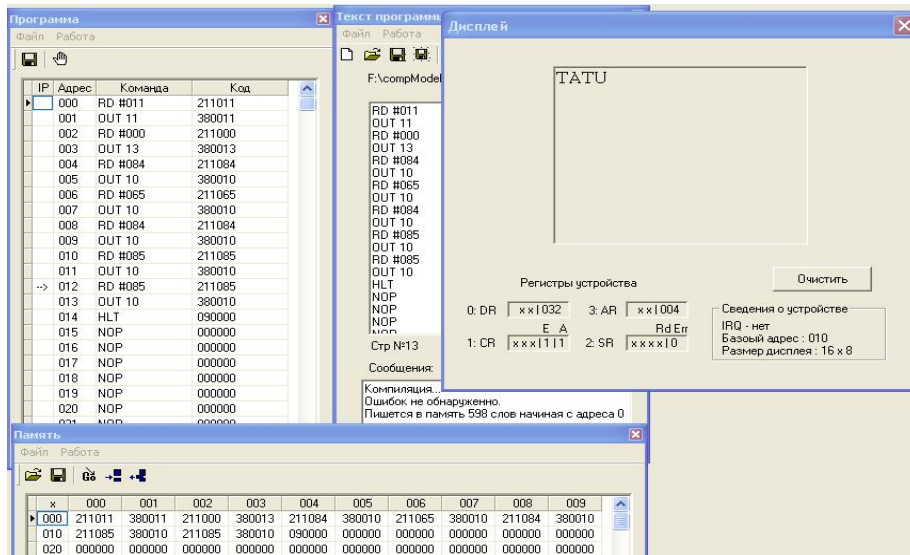 Программа
Файл Работа
IP Адрес Команда Код
000 RD #011 211011
001 OUT 11 380011
002 RD #000 211000
003 OUT 13 380013
004 RD #084 211084
005 OUT 10 380010
006 RD #065 211065
007 OUT 10 380010
008 RD #084 211084
009 OUT 10 380010
010 RD #085 211085
011 OUT 10 380010
--> 012 RD #085 211085
013 OUT 10 380010
014 HLT 090000
015 NOP 000000
016 NOP 000000
017 NOP 000000
018 NOP 000000
019 NOP 000000
020 NOP 000000
021 NOP 000000
Текст программы
Файл Работа
F:\compModel
RD #011
OUT 11
RD #000
OUT 13
RD #084
OUT 10
RD #065
OUT 10
RD #084
OUT 10
RD #085
OUT 10
RD #085
OUT 10
HLT
NOP
NOP
NOP
NOP
Стр №13
Сообщения:
Компиляция...
Ошибок не обнаруженно.
Пишется в память 598 слов начиная с адреса 0
Дисплей
TATU
Очистить
Регистры устройства
0: DR xx|032 3: AR xx|004
E A Rd Err
1: CR xxx|1|1 2: SR xxxx|0
Сведения о устройстве
IRQ - нет
Базоый адрес : 010
Размер дисплея : 16 x 8
Память
Файл Работа
Go
x 000 001 002 003 004 005 006 007 008 009
000 211011 380011 211000 380013 211084 380010 211065 380010 211084 380010
010 211085 380010 211085 380010 090000 000000 000000 000000 000000 000000
020 000000 000000 000000 000000 000000 000000 000000 000000 000000 000000